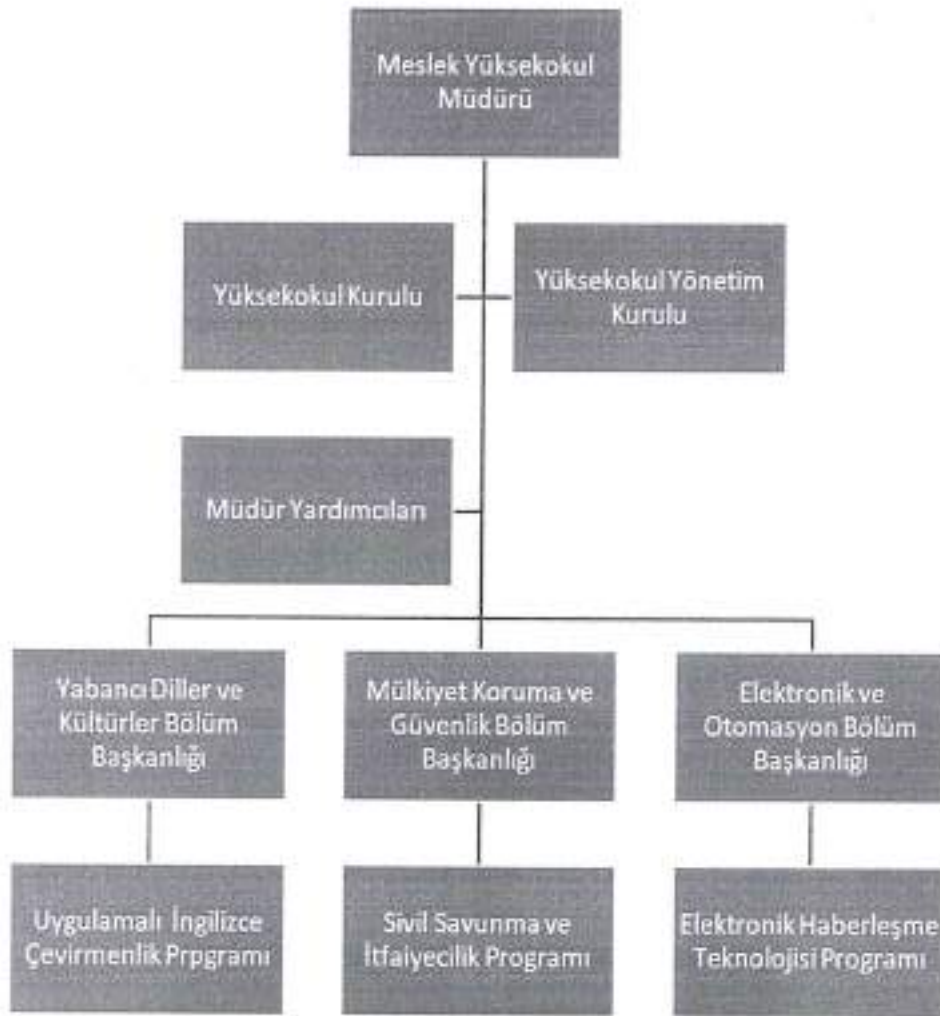 Meslek Yüksekokul
Müdürü
Yüksekokul Kurulu
Yüksekokul Yönetim
Kurulu
Müdür Yardımcıları
Yabancı Diller ve
Kültürler Bölüm
Başkanlığı
Mülkiyet Koruma ve
Güvenlik Bölüm
Başkanlığı
Elektronik ve
Otomasyon Bölüm
Başkanlığı
Uygulamalı İngilizce
Çevirmenlik Prpgramı
Sivil Savunma ve
İtfaiyecilik Programı
Elektronik Haberleşme
Teknolojisi Programı